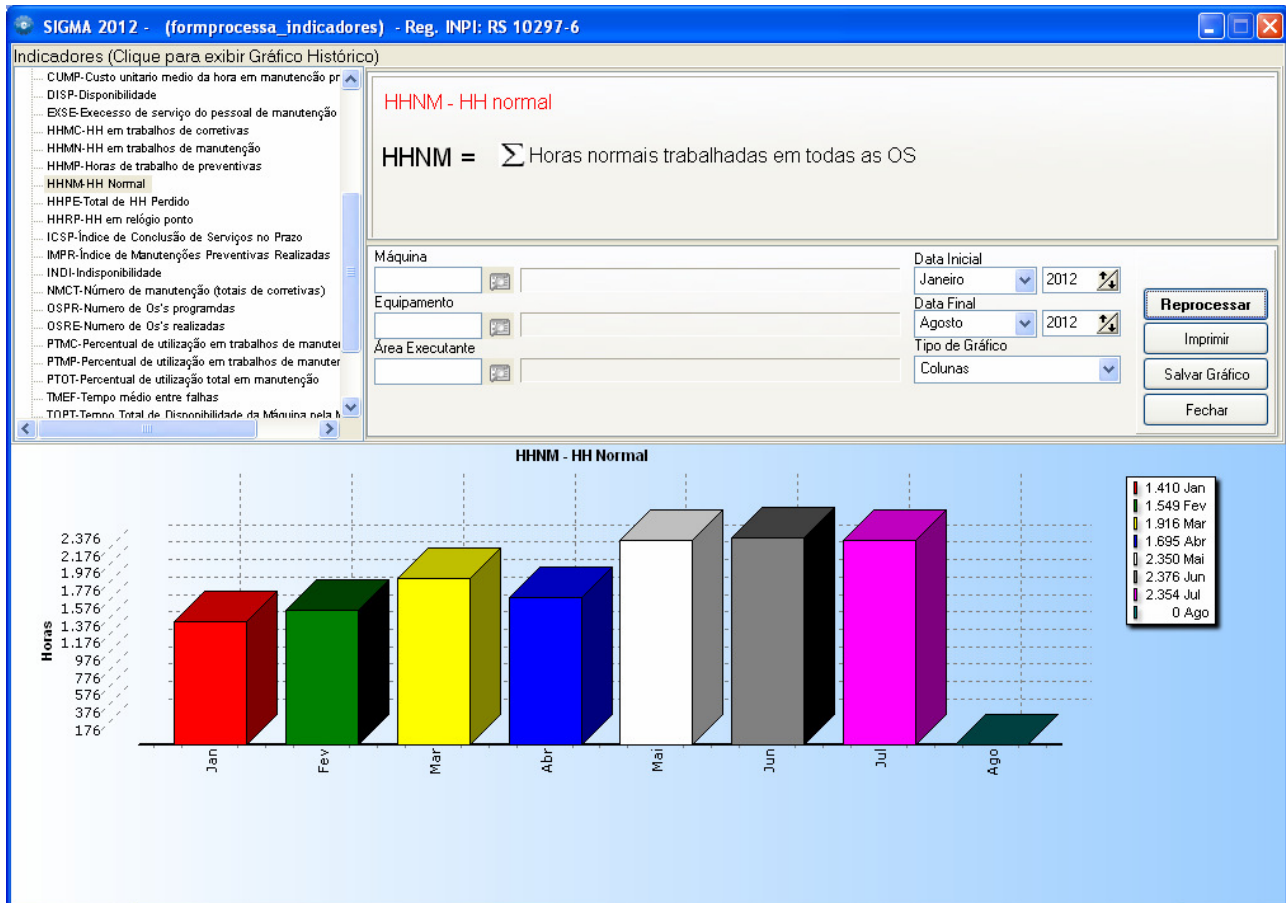 SIGMA 2012 -   (formprocessa_indicadores)  - Reg. INPI: RS 10297-6
Indicadores (Clique para exibir Gráfico Histórico)
CUMP-Custo unitario medio da hora em manutencão pr
DISP-Disponibilidade
EXSE-Execesso de serviço do pessoal de manutenção
HHMC-HH em trabalhos de corretivas
HHMN-HH em trabalhos de manutenção
HHMP-Horas de trabalho de preventivas
HHNM-HH Normal
HHPE-Total de HH Perdido
HHRP-HH em relógio ponto
ICSP-Índice de Conclusão de Serviços no Prazo
IMPR-Índice de Manutenções Preventivas Realizadas
INDI-Indisponibilidade
NMCT-Número de manutenção (totais de corretivas)
OSPR-Numero de Os's programdas
OSRE-Numero de Os's realizadas
PTMC-Percentual de utilização em trabalhos de manuter
PTMP-Percentual de utilização em trabalhos de manuter
PTOT-Percentual de utilização total em manutenção
TMEF-Tempo médio entre falhas
TOPT-Tempo Total de Disponibilidade da Máquina pela M
HHNM - HH normal
HHNM = ∑ Horas normais trabalhadas em todas as OS
Máquina
Equipamento
Área Executante
Data Inicial
Janeiro 2012
Data Final
Agosto 2012
Tipo de Gráfico
Colunas
Reprocessar
Imprimir
Salvar Gráfico
Fechar
HHNM - HH Normal
Horas
2.376
2.176
1.976
1.776
1.576
1.376
1.176
976
776
576
376
176
Jan
Fev
Mar
Abr
Mai
Jun
Jul
Ago
1.410 Jan
1.549 Fev
1.916 Mar
1.695 Abr
2.350 Mai
2.376 Jun
2.354 Jul
0 Ago